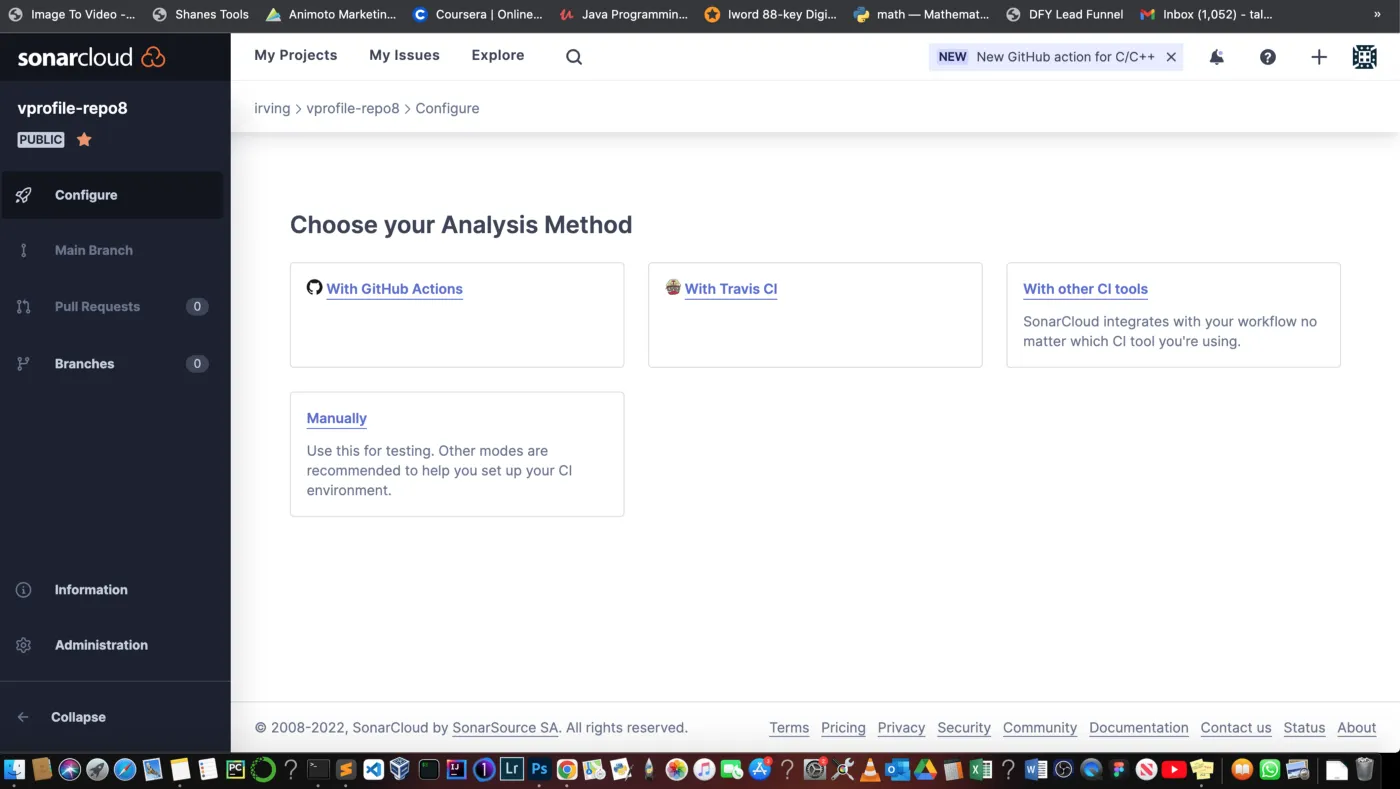 Image To Video -...
Shanes Tools
Animoto Marketin...
Coursera | Online...
Java Programmin...
lword 88-key Digi...
math — Mathemat...
DFY Lead Funnel
Inbox (1,052) - tal...
»
sonarcloud
My Projects
My Issues
Explore
NEW New GitHub action for C/C++
vprofile-repo8
PUBLIC
irving > vprofile-repo8 > Configure
Configure
Main Branch
Pull Requests 0
Branches 0
Information
Administration
Collapse
Choose your Analysis Method
With GitHub Actions
With Travis CI
With other CI tools
SonarCloud integrates with your workflow no
matter which CI tool you're using.
Manually
Use this for testing. Other modes are
recommended to help you set up your CI
environment.
© 2008-2022, SonarCloud by SonarSource SA. All rights reserved.
Terms Pricing Privacy Security Community Documentation Contact us Status About
PC
Lr
Ps